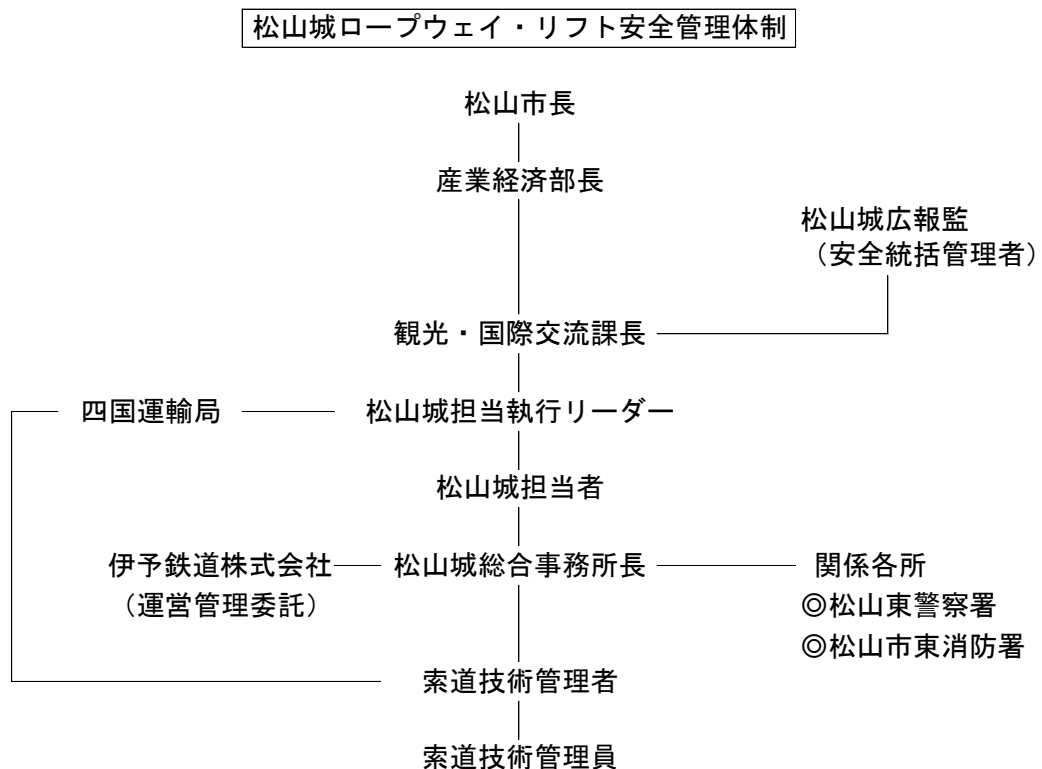 松山城ロープウェイ・リフト安全管理体制
松山市長
産業経済部長
松山城広報監
（安全統括管理者）
観光・国際交流課長
四国運輸局
松山城担当執行リーダー
松山城担当者
伊予鉄道株式会社
（運営管理委託）
松山城総合事務所長
関係各所
◎松山東警察署
◎松山市東消防署
索道技術管理者
索道技術管理員